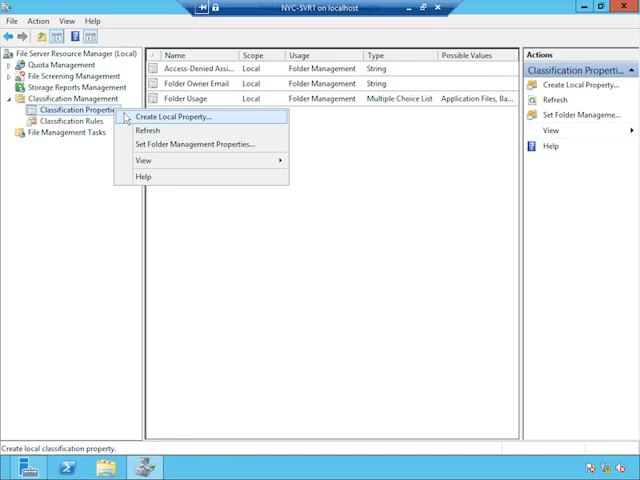 NYC-SVR1 on localhost
File Action View Help
File Server Resource Manager (Local)
Quota Management
File Screening Management
Storage Reports Management
Classification Management
Classification Properti
Classification Rules
File Management Tasks
Name Scope Usage Type Possible Values
Access-Denied Assi... Local Folder Management String
Folder Owner Email Local Folder Management String
Folder Usage Local Folder Management Multiple Choice List Application Files, Ba...
Create Local Property...
Refresh
Set Folder Management Properties...
View
Help
Actions
Classification Properti...
Create Local Property...
Refresh
Set Folder Manageme...
View
Help
Create local classification property.